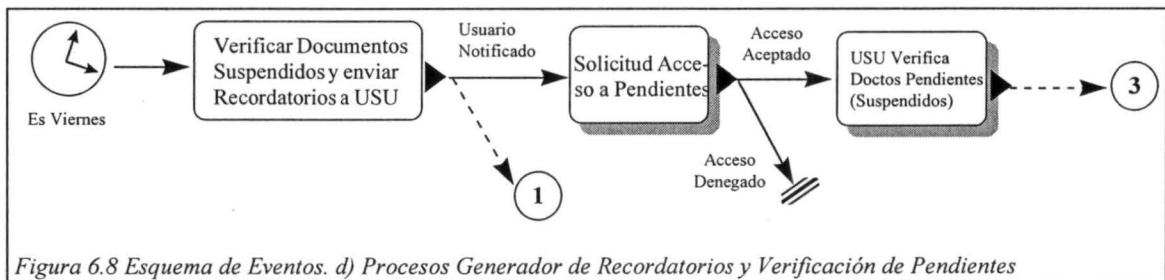 Es Viernes
Verificar Documentos
Suspendidos y enviar
Recordatorios a USU
Usuario
Notificado
1
Solicitud Acce-
so a Pendientes
Acceso
Aceptado
Acceso
Denegado
USU Verifica
Doctos Pendientes
(Suspendidos)
3
Figura 6.8 Esquema de Eventos. d) Procesos Generador de Recordatorios y Verificación de Pendientes